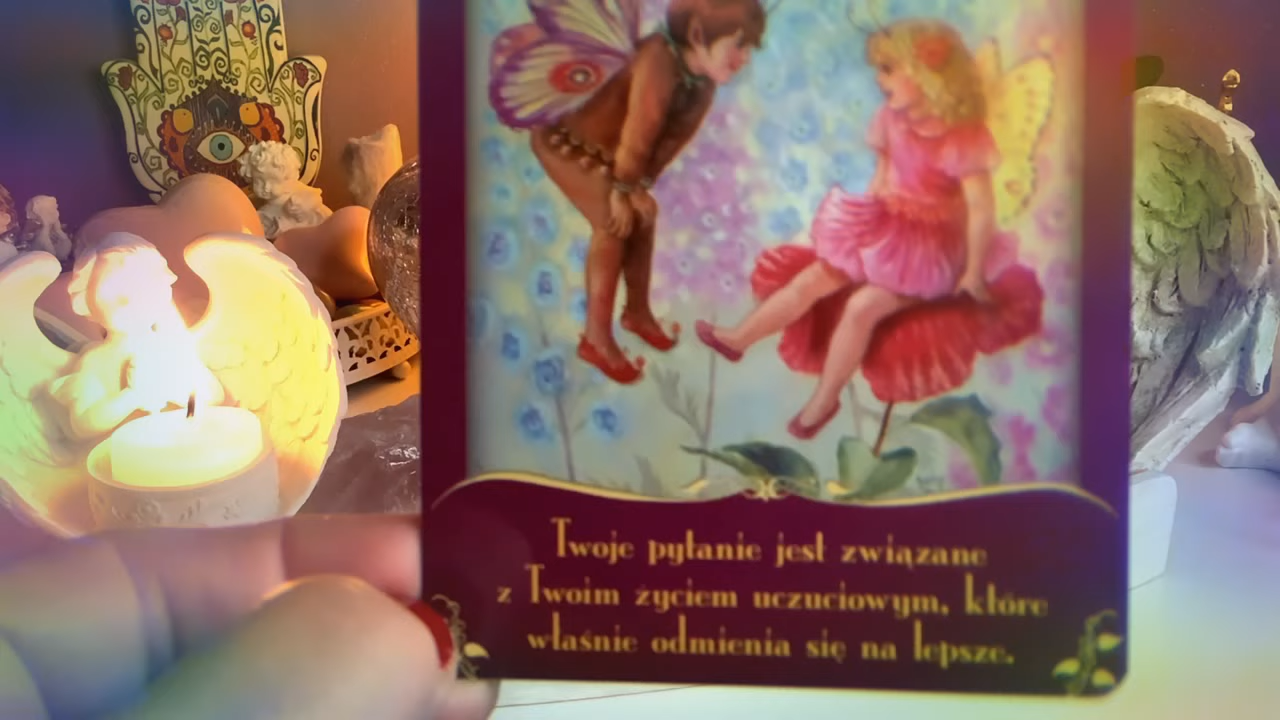 Twoje pytanie jest związane
z Twoim życiem uczuciowym, które
właśnie odmienia się na lepsze.